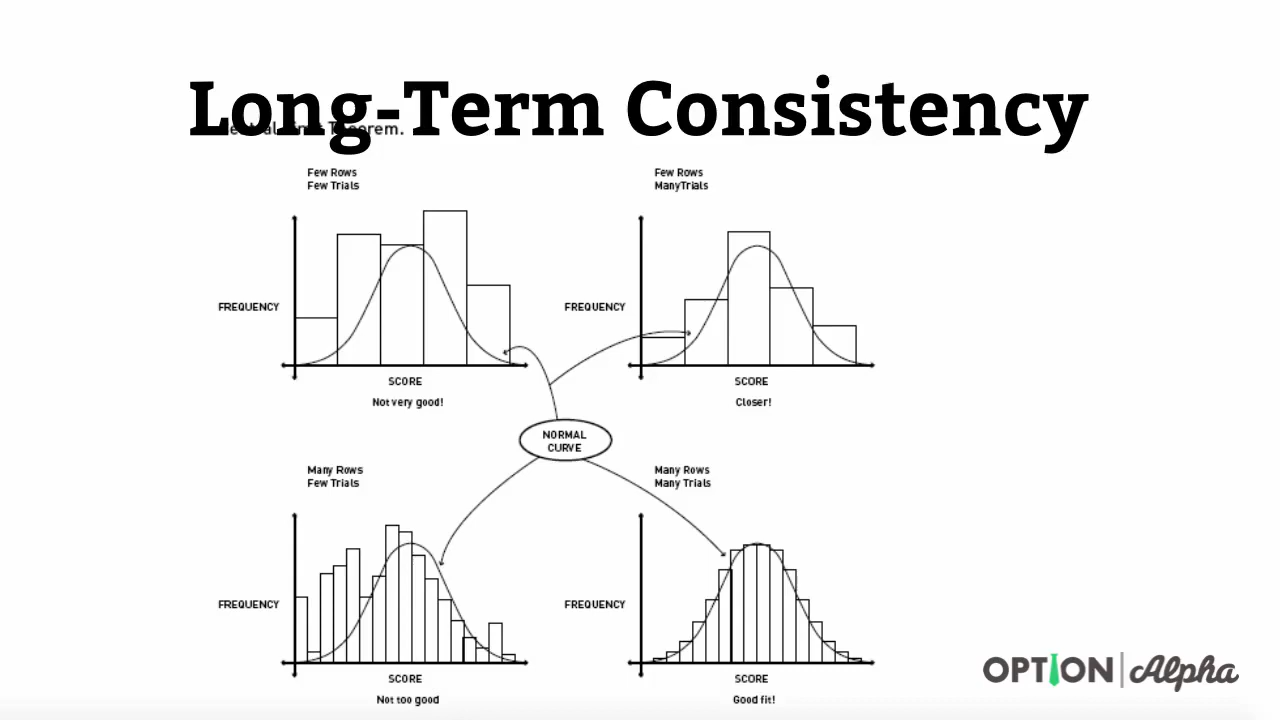 Long-Term Consistency
Theorem.
Few Rows
Few Trials
FREQUENCY
SCORE
Not very good!
Few Rows
ManyTrials
FREQUENCY
SCORE
Closer!
NORMAL
CURVE
Many Rows
Few Trials
FREQUENCY
SCORE
Not too good
Many Rows
Many Trials
FREQUENCY
SCORE
Good fit!
OPTION Alpha